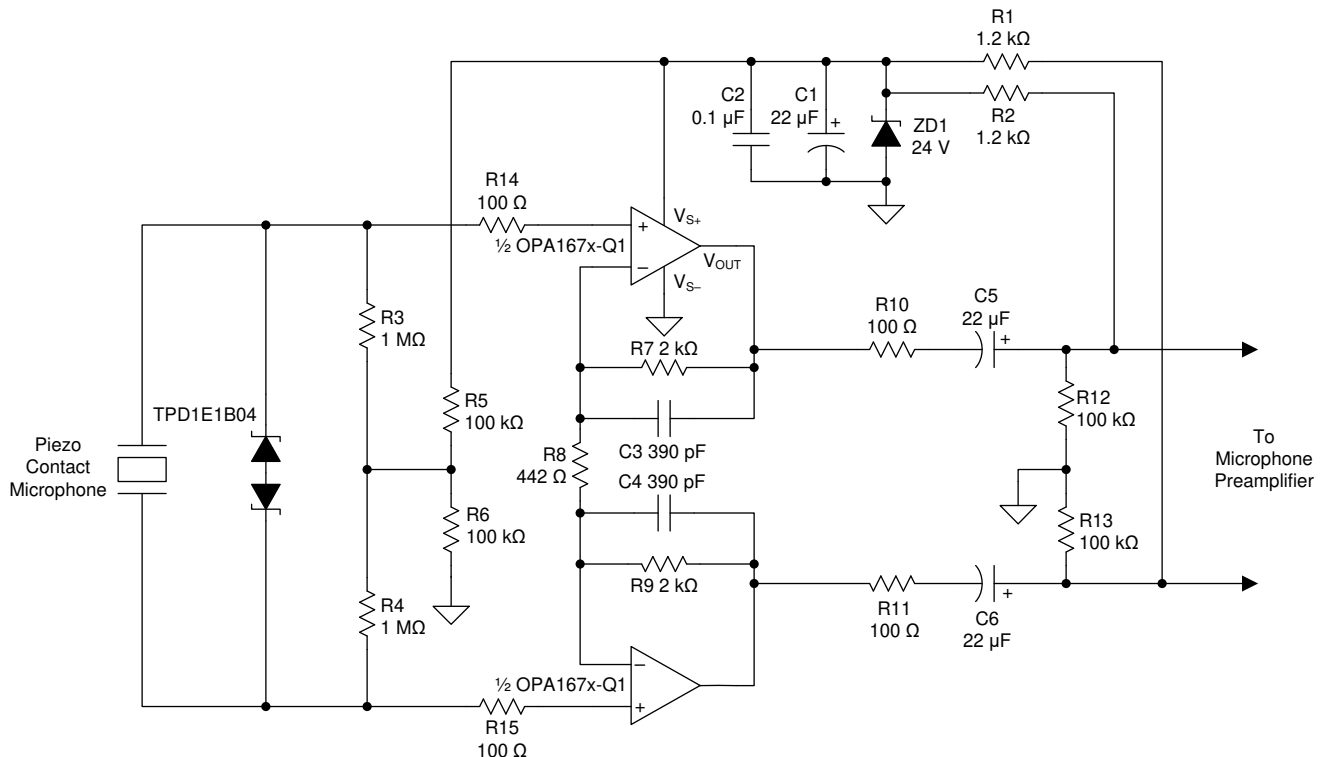 R1
1.2 kΩ
R2
1.2 kΩ
C2
0.1 µF
C1
22 µF
+
ZD1
24 V
R14
100 Ω
½ OPA167x-Q1
+
–
VS+
VS–
VOUT
R3
1 MΩ
R10
100 Ω
C5
22 µF
+
R7 2 kΩ
TPD1E1B04
R5
100 kΩ
R12
100 kΩ
C3 390 pF
Piezo
Contact
Microphone
R8
442 Ω
C4 390 pF
To
Microphone
Preamplifier
R6
100 kΩ
R13
100 kΩ
R9 2 kΩ
R4
1 MΩ
R11
100 Ω
+
C6
22 µF
½ OPA167x-Q1
–
+
R15
100 Ω